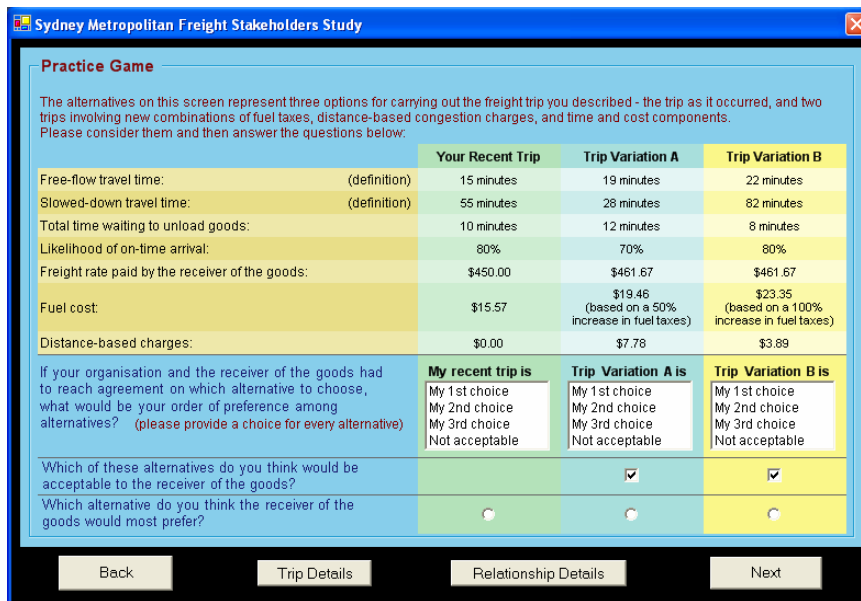 Sydney Metropolitan Freight Stakeholders Study
Practice Game
The alternatives on this screen represent three options for carrying out the freight trip you described - the trip as it occurred, and two
trips involving new combinations of fuel taxes, distance-based congestion charges, and time and cost components.
Please consider them and then answer the questions below:
Your Recent Trip Trip Variation A Trip Variation B
Free-flow travel time: (definition) 15 minutes 19 minutes 22 minutes
Slowed-down travel time: (definition) 55 minutes 28 minutes 82 minutes
Total time waiting to unload goods: 10 minutes 12 minutes 8 minutes
Likelihood of on-time arrival: 80% 70% 80%
Freight rate paid by the receiver of the goods: $450.00 $461.67 $461.67
Fuel cost: $15.57 $19.46 (based on a 50% increase in fuel taxes) $23.35 (based on a 100% increase in fuel taxes)
Distance-based charges: $0.00 $7.78 $3.89
If your organisation and the receiver of the goods had
to reach agreement on which alternative to choose,
what would be your order of preference among
alternatives? (please provide a choice for every alternative)
My recent trip is Trip Variation A is Trip Variation B is
My 1st choice My 1st choice My 1st choice
My 2nd choice My 2nd choice My 2nd choice
My 3rd choice My 3rd choice My 3rd choice
Not acceptable Not acceptable Not acceptable
Which of these alternatives do you think would be
acceptable to the receiver of the goods?
Which alternative do you think the receiver of the
goods would most prefer?
Back Trip Details Relationship Details Next